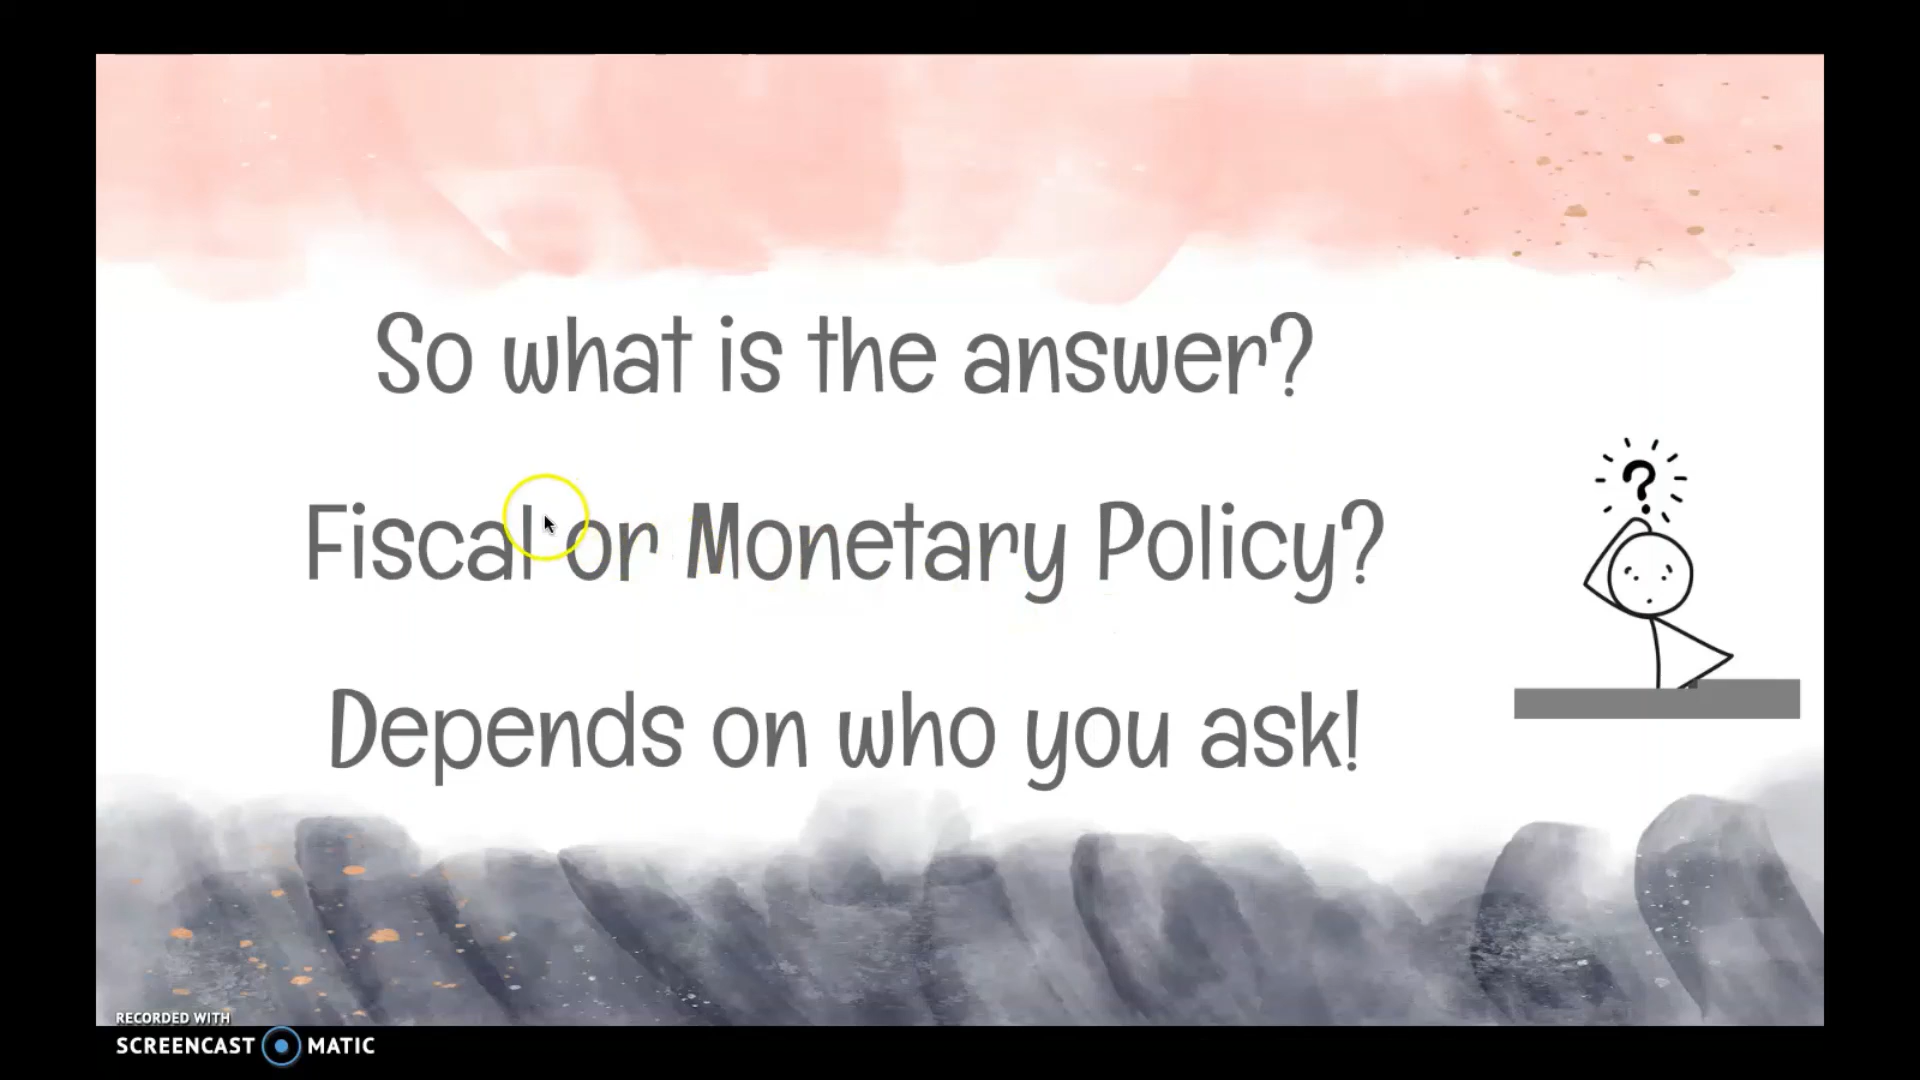 So what is the answer?
Fiscal or Monetary Policy?
?
Depends on who you ask!
RECORDED WITH
SCREENCAST MATIC